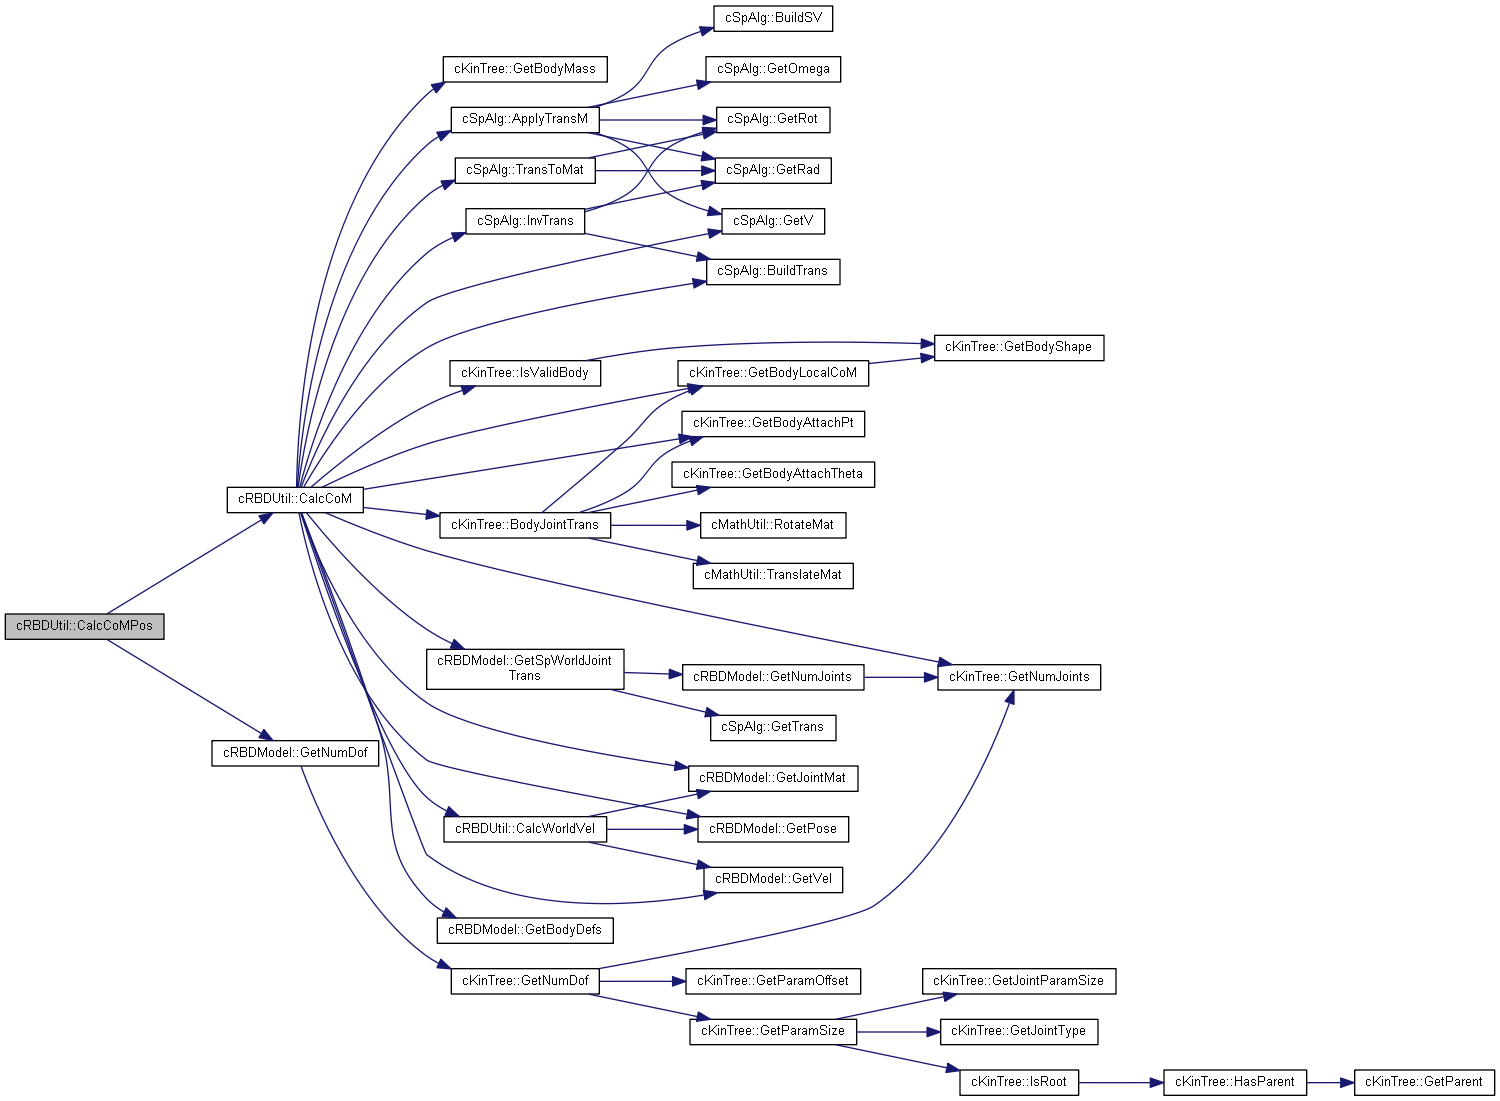 cSpAlg::BuildSV
cKinTree::GetBodyMass
cSpAlg::GetOmega
cSpAlg::ApplyTransM
cSpAlg::GetRot
cSpAlg::TransToMat
cSpAlg::GetRad
cSpAlg::InvTrans
cSpAlg::GetV
cSpAlg::BuildTrans
cKinTree::GetBodyShape
cKinTree::IsValidBody
cKinTree::GetBodyLocalCoM
cKinTree::GetBodyAttachPt
cKinTree::GetBodyAttachTheta
cRBDUtil::CalcCoM
cKinTree::BodyJointTrans
cMathUtil::RotateMat
cMathUtil::TranslateMat
cRBDUtil::CalcCoMPos
cRBDModel::GetSpWorldJoint
Trans
cRBDModel::GetNumJoints
cKinTree::GetNumJoints
cSpAlg::GetTrans
cRBDModel::GetNumDof
cRBDModel::GetJointMat
cRBDUtil::CalcWorldVel
cRBDModel::GetPose
cRBDModel::GetVel
cRBDModel::GetBodyDefs
cKinTree::GetNumDof
cKinTree::GetParamOffset
cKinTree::GetJointParamSize
cKinTree::GetParamSize
cKinTree::GetJointType
cKinTree::IsRoot
cKinTree::HasParent
cKinTree::GetParent